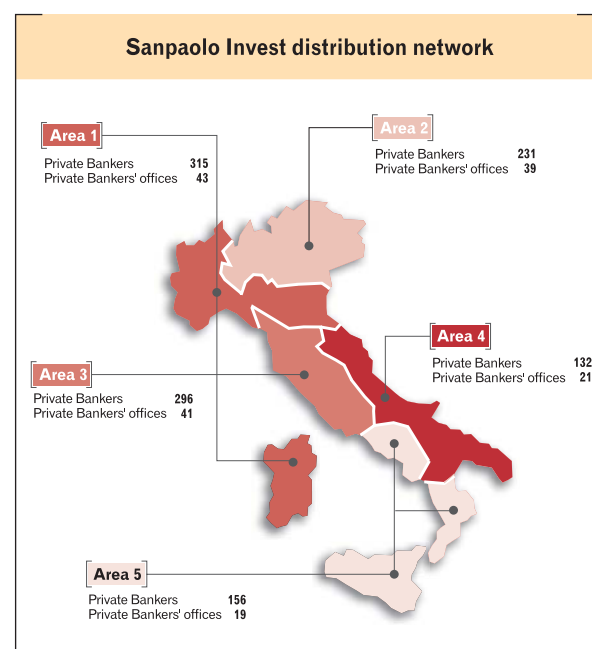 Sanpaolo Invest distribution network
Area 1
Private Bankers 315
Private Bankers' offices 43
Area 2
Private Bankers 231
Private Bankers' offices 39
Area 4
Private Bankers 132
Private Bankers' offices 21
Area 3
Private Bankers 296
Private Bankers' offices 41
Area 5
Private Bankers 156
Private Bankers' offices 19